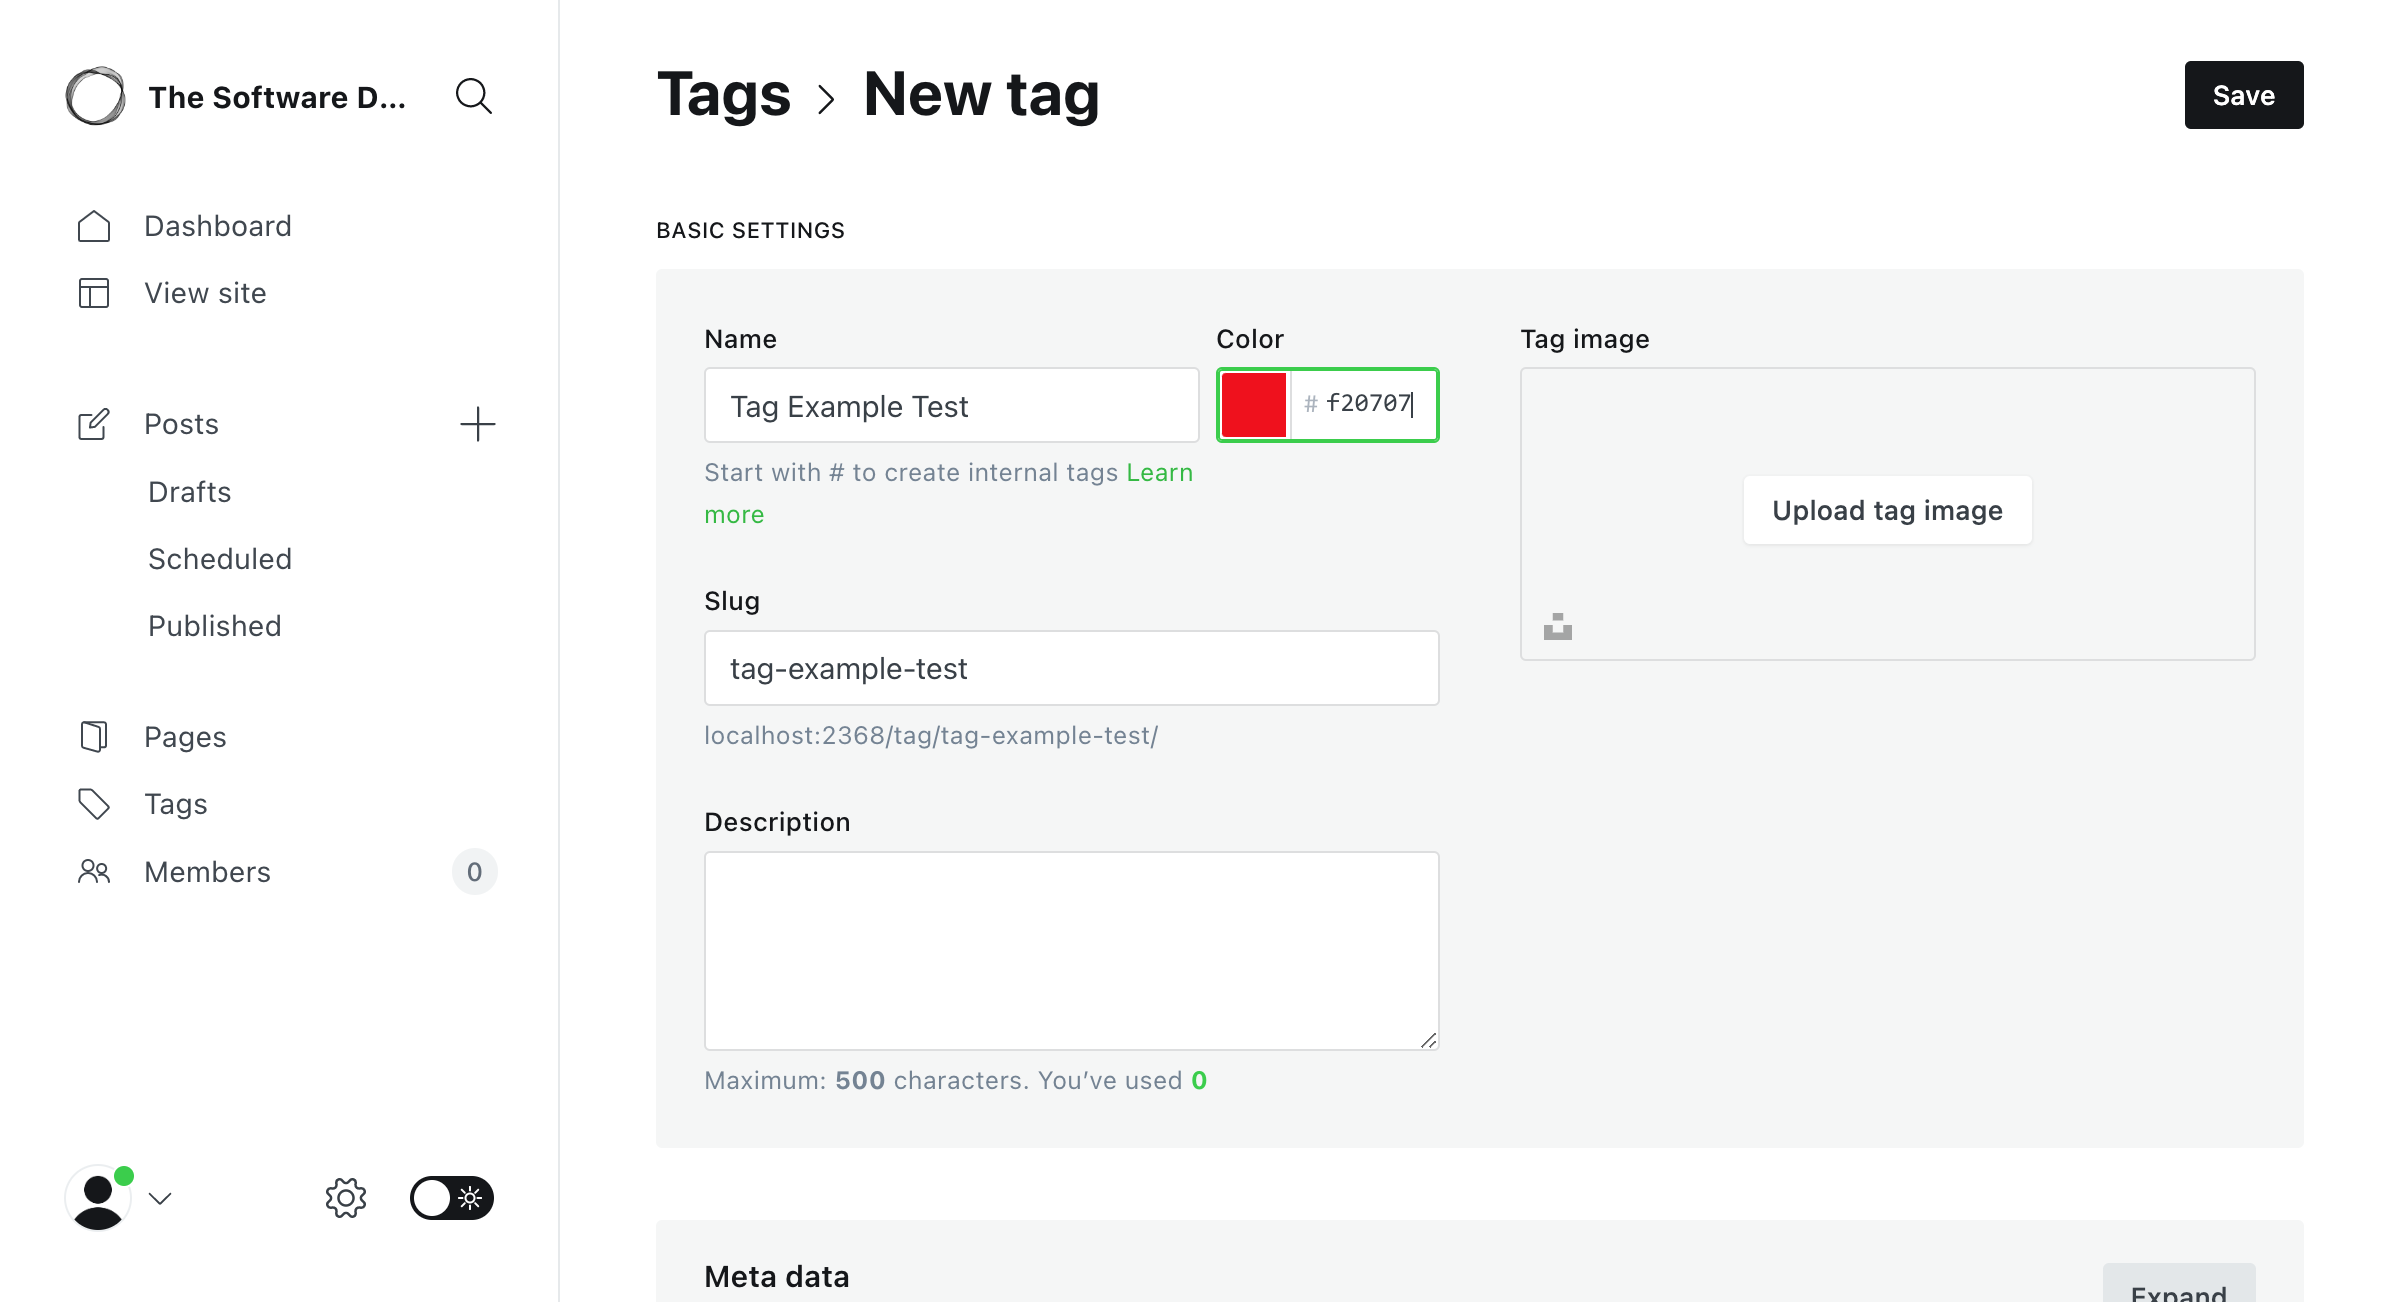 The Software D...
Dashboard
View site
Posts
Drafts
Scheduled
Published
Pages
Tags
Members
0
Tags > New tag
Save
BASIC SETTINGS
Name
Tag Example Test
Start with # to create internal tags Learn
more
Color
# f20707
Slug
tag-example-test
localhost:2368/tag/tag-example-test/
Description
Maximum: 500 characters. You’ve used 0
Tag image
Upload tag image
Meta data
Expand